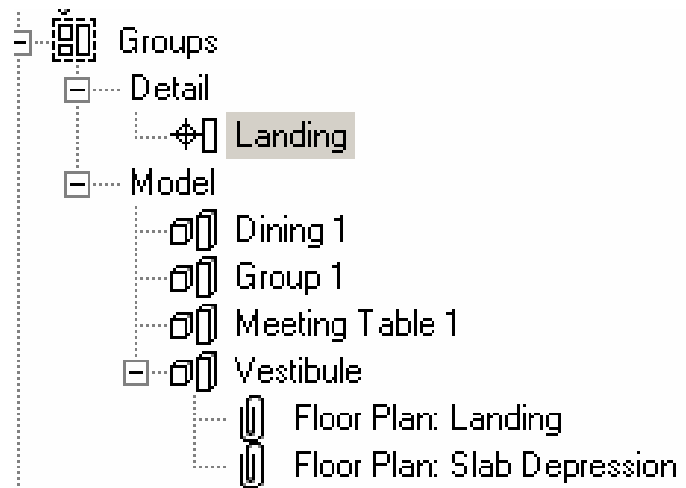 Groups
Detail
Landing
Model
Dining 1
Group 1
Meeting Table 1
Vestibule
Floor Plan: Landing
Floor Plan: Slab Depression